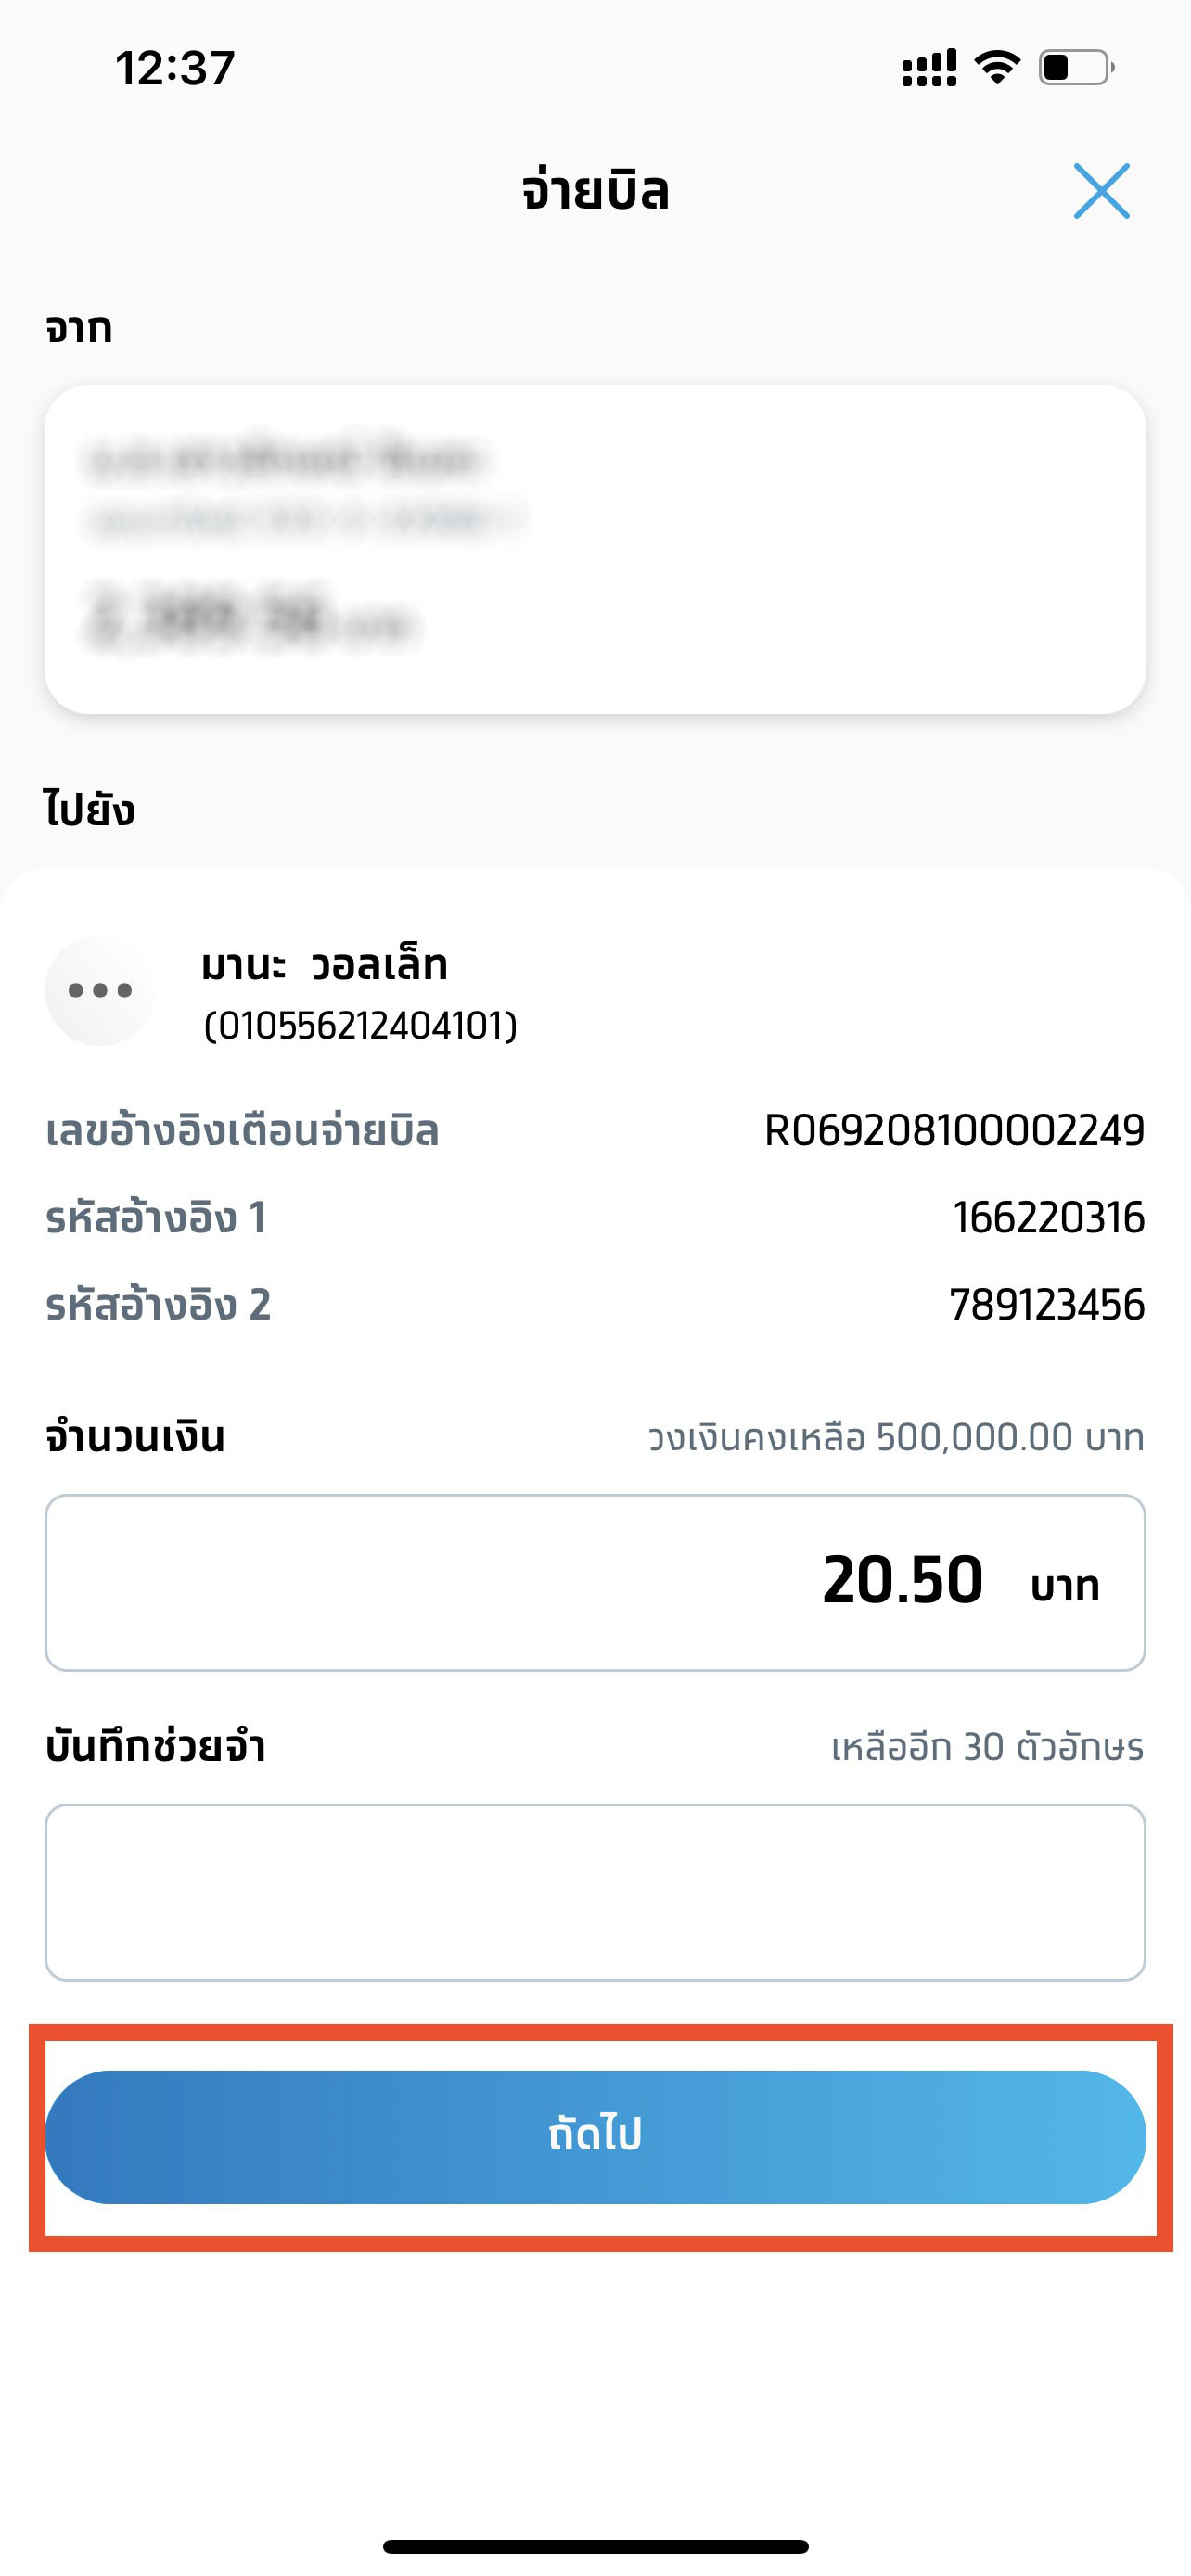 12:37
จ่ายบิล
จาก
ไปยัง
มานะ วอลเล็ท
(010556212404101)
เลขอ้างอิงเตือนจ่ายบิล R069208100002249
รหัสอ้างอิง 1 166220316
รหัสอ้างอิง 2 789123456
จำนวนเงิน วงเงินคงเหลือ 500,000.00 บาท
20.50 บาท
บันทึกช่วยจำ เหลืออีก 30 ตัวอักษร
ถัดไป